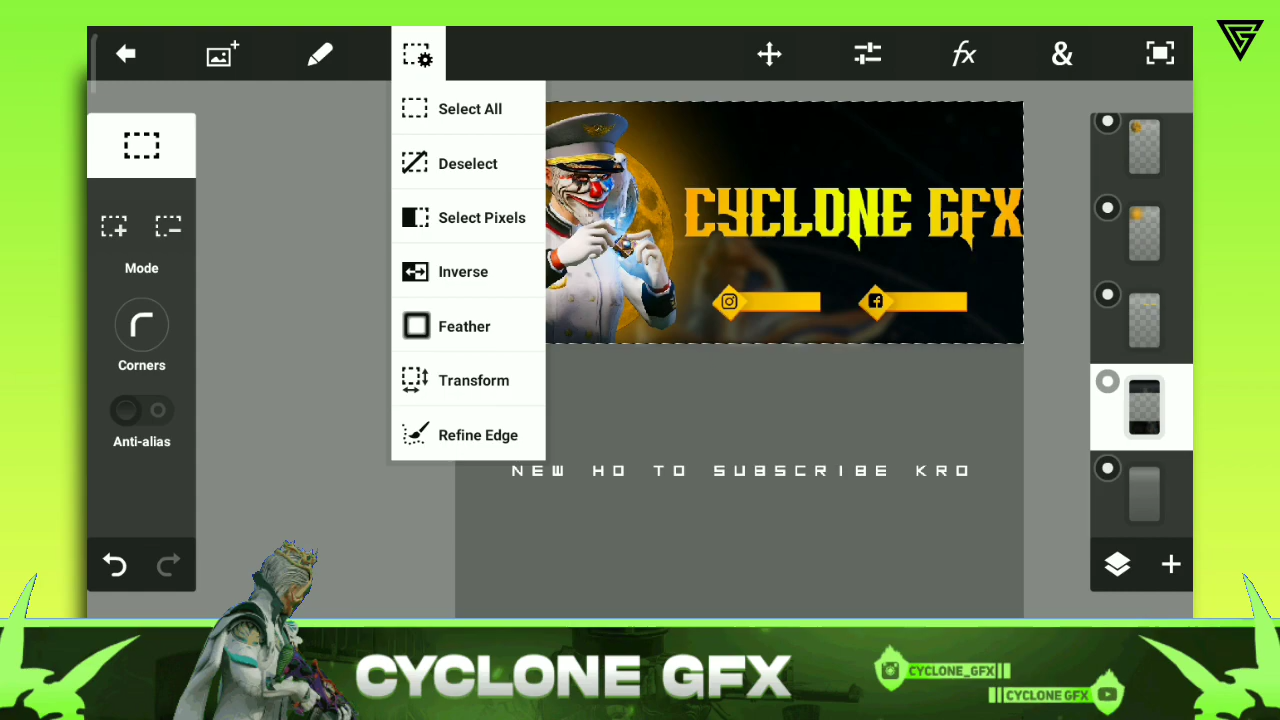 fx
&
Select All
Deselect
Select Pixels
Inverse
Feather
Transform
Refine Edge
Mode
Corners
Anti-alias
CYCLONE GFX
NEW HO TO SUBSCRIBE KRO
CYCLONE GFX
CYCLONE_GFX
CYCLONE GFX